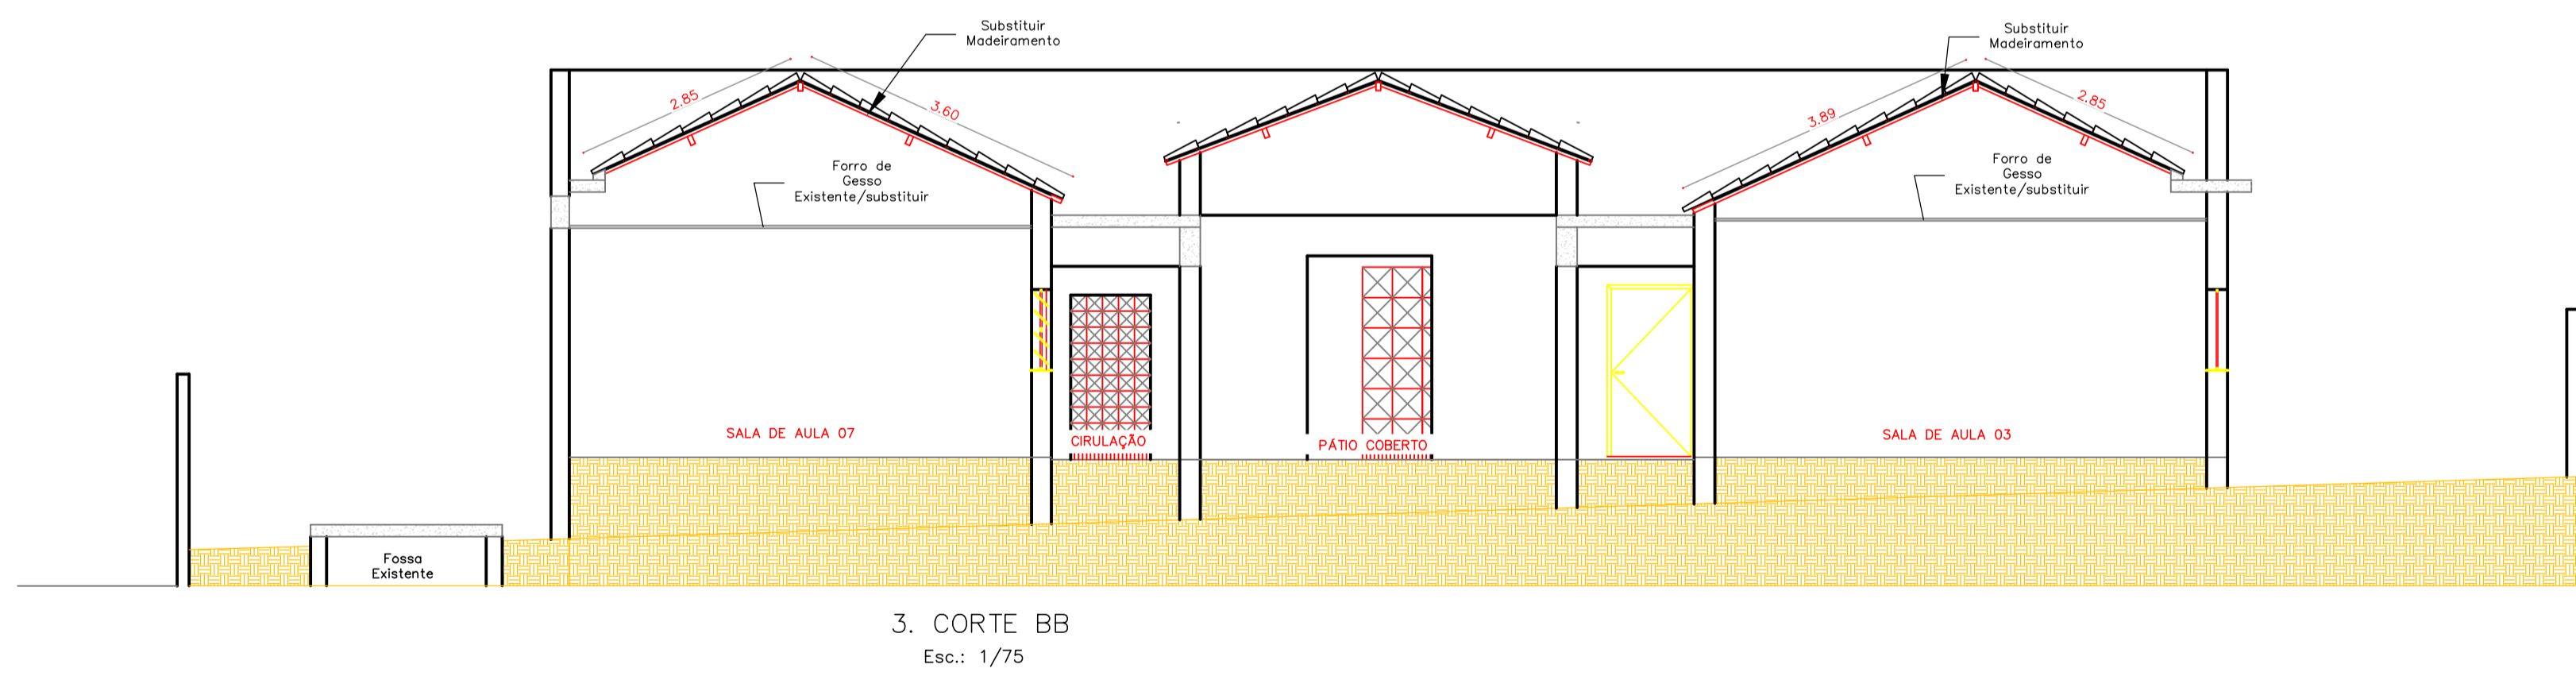 Substituir
Madeiramento
Substituir
Madeiramento
2.85
3.60
3.89
2.85
Forro de
Gesso
Existente/substituir
Forro de
Gesso
Existente/substituir
SALA DE AULA 07
CIRULAÇÃO
PÁTIO COBERTO
SALA DE AULA 03
Fossa
Existente
3. CORTE BB
Esc.: 1/75